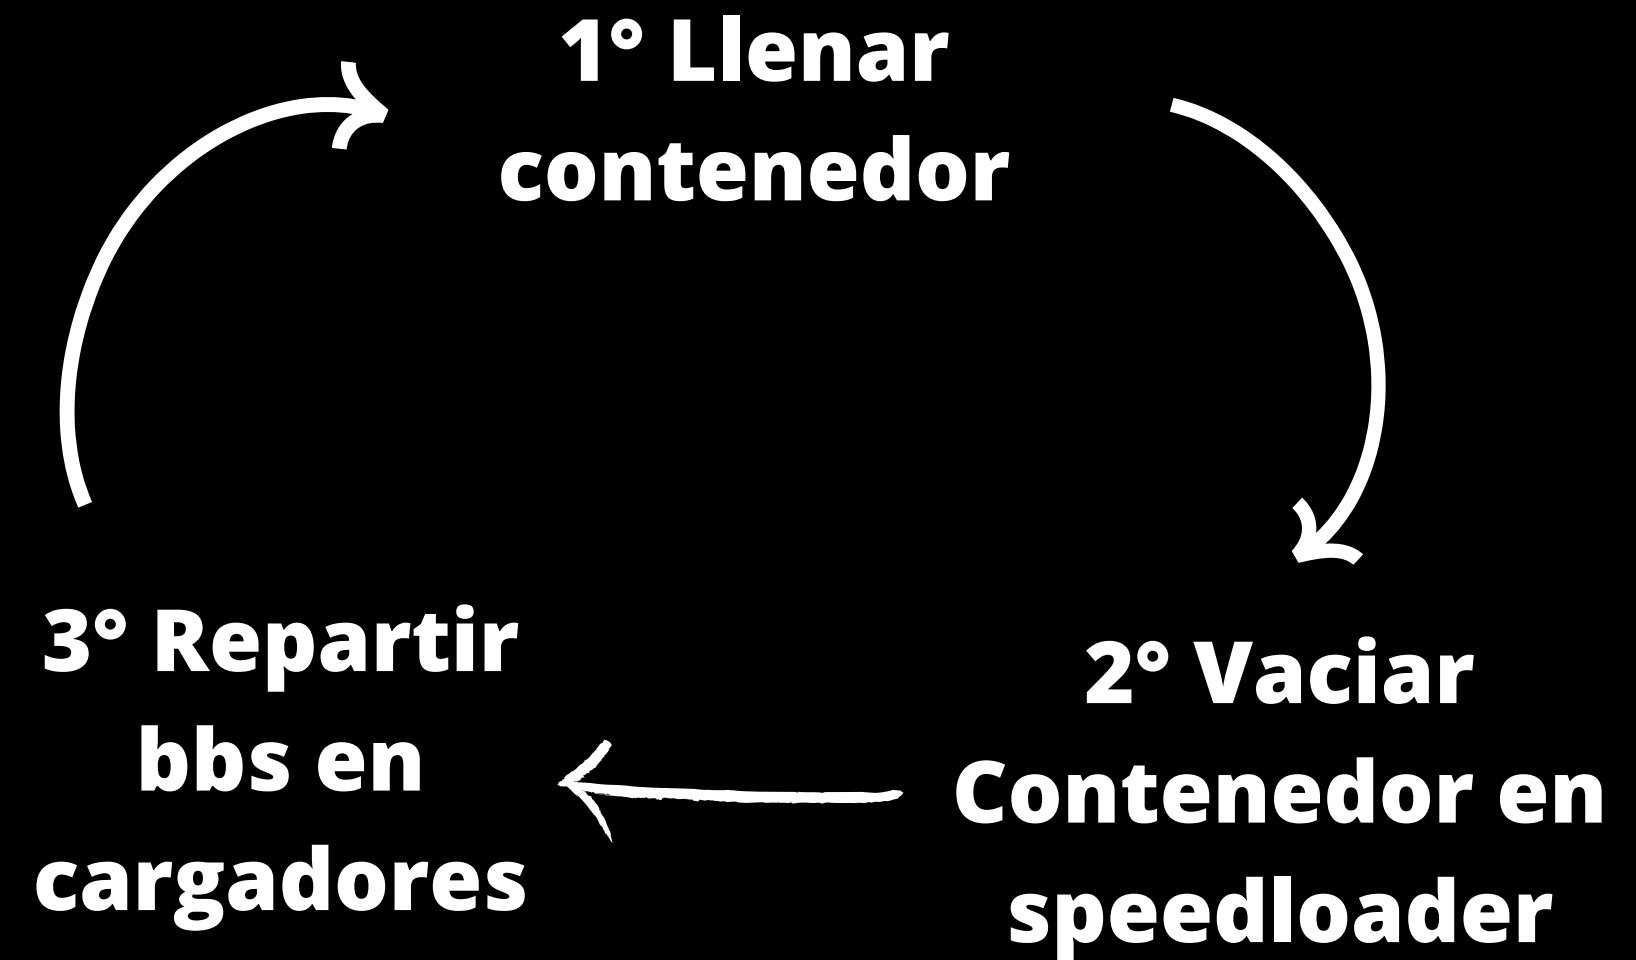 1° Llenar
contenedor
2° Vaciar
Contenedor en
speedloader
3° Repartir
bbs en
cargadores